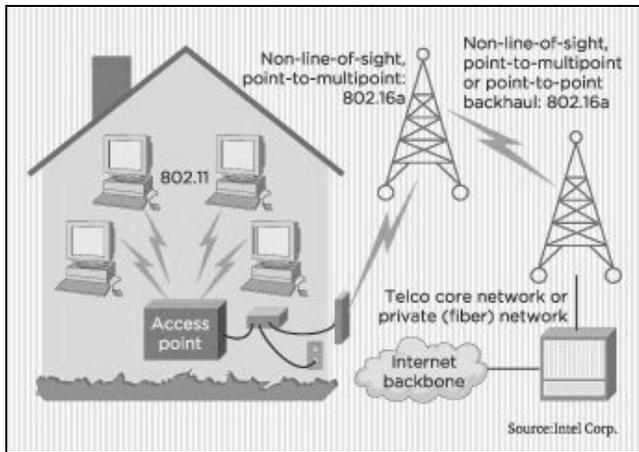 Non-line-of-sight,
point-to-multipoint:
802.16a
Non-line-of-sight,
point-to-multipoint
or point-to-point
backhaul: 802.16a
802.11
Access
point
Telco core network or
private (fiber) network
Internet
backbone
Source:Intel Corp.